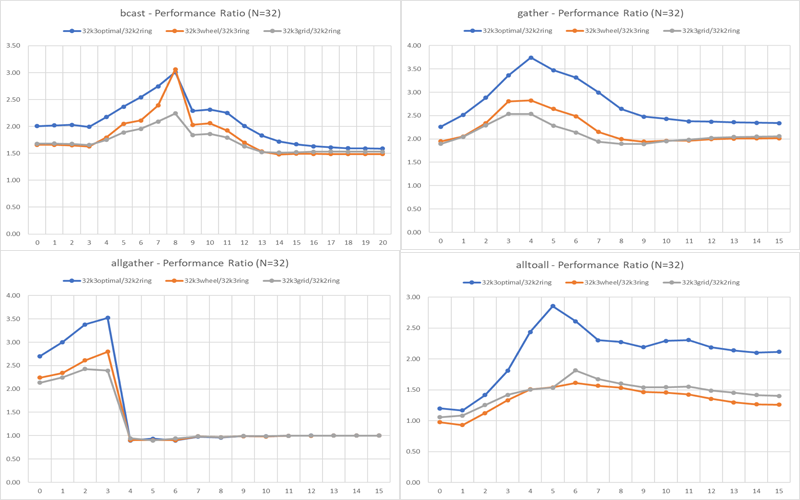 bcast - Performance Ratio (N=32)
32k3optimal/32k2ring 32k3wheel/32k3ring 32k3grid/32k2ring
3.50
3.00
2.50
2.00
1.50
1.00
0.50
0.00
0 1 2 3 4 5 6 7 8 9 10 11 12 13 14 15 16 17 18 19 20
gather - Performance Ratio (N=32)
32k3optimal/32k2ring 32k3wheel/32k3ring 32k3grid/32k2ring
4.00
3.50
3.00
2.50
2.00
1.50
1.00
0.50
0.00
0 1 2 3 4 5 6 7 8 9 10 11 12 13 14 15
allgather - Performance Ratio (N=32)
32k3optimal/32k2ring 32k3wheel/32k3ring 32k3grid/32k2ring
4.00
3.50
3.00
2.50
2.00
1.50
1.00
0.50
0.00
0 1 2 3 4 5 6 7 8 9 10 11 12 13 14 15
alltoall - Performance Ratio (N=32)
32k3optimal/32k2ring 32k3wheel/32k3ring 32k3grid/32k2ring
3.00
2.50
2.00
1.50
1.00
0.50
0.00
0 1 2 3 4 5 6 7 8 9 10 11 12 13 14 15